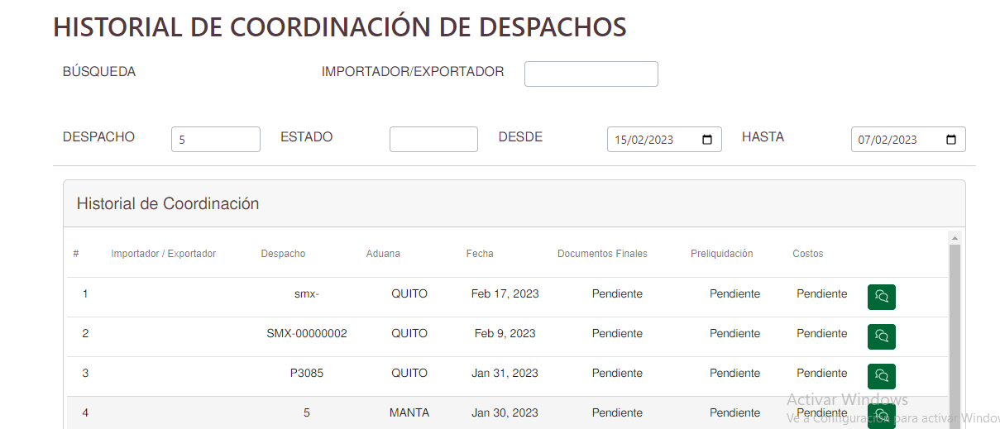 HISTORIAL DE COORDINACIÓN DE DESPACHOS
BÚSQUEDA IMPORTADOR/EXPORTADOR
DESPACHO 5 ESTADO DESDE 15/02/2023 HASTA 07/02/2023
Historial de Coordinación
# Importador / Exportador Despacho Aduana Fecha Documentos Finales Preliquidación Costos
1 smx- QUITO Feb 17, 2023 Pendiente Pendiente Pendiente
2 SMX-00000002 QUITO Feb 9, 2023 Pendiente Pendiente Pendiente
3 P3085 QUITO Jan 31, 2023 Pendiente Pendiente Pendiente
4 5 MANTA Jan 30, 2023 Pendiente Pendiente Pendiente
Activar Windows
Ve a Configuración para activar Window